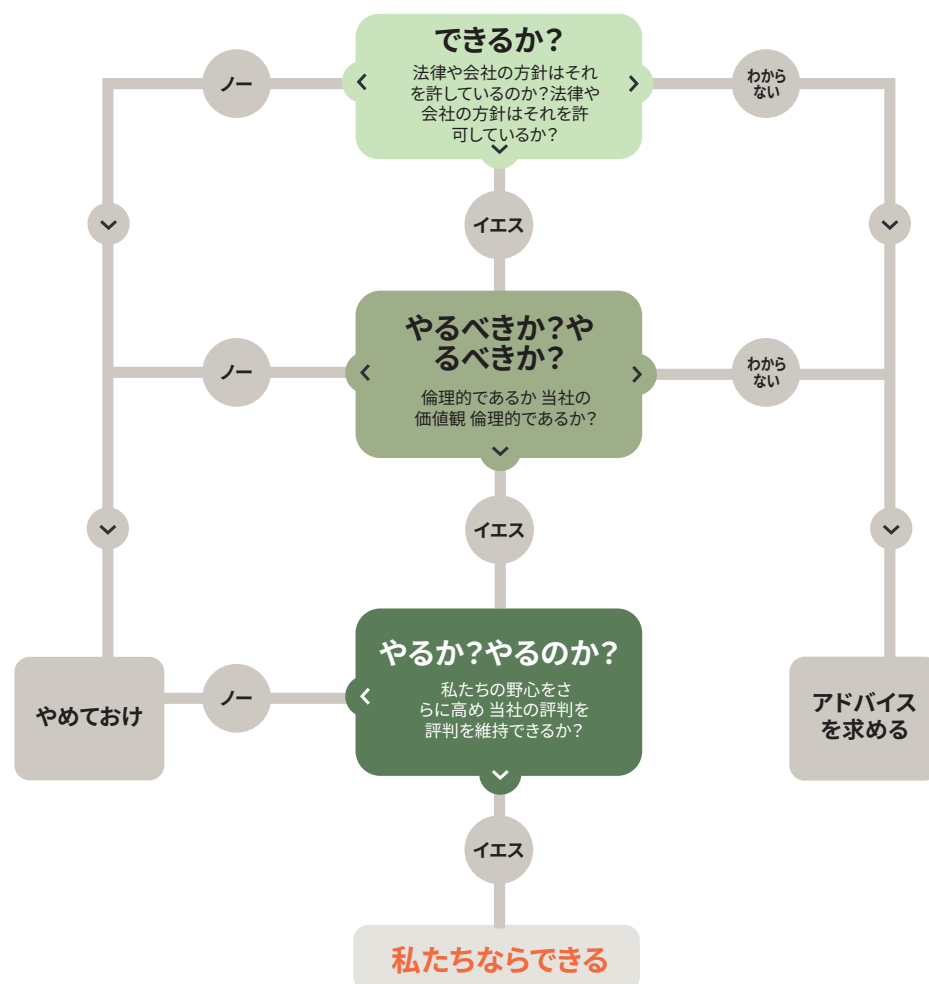 できるか？
法律や会社の方針はそれ
を許しているのか？法律や
会社の方針はそれを許
可しているか？
ノー
わから
ない
イエス
やるべきか？や
るべきか？
倫理的であるか 当社の
価値観 倫理的であるか？
ノー
わから
ない
イエス
やるか？やるのか？
私たちの野心をさ
らに高め 当社の評判を
評判を維持できるか？
ノー
やめておけ
アドバイス
を求める
イエス
私たちならできる